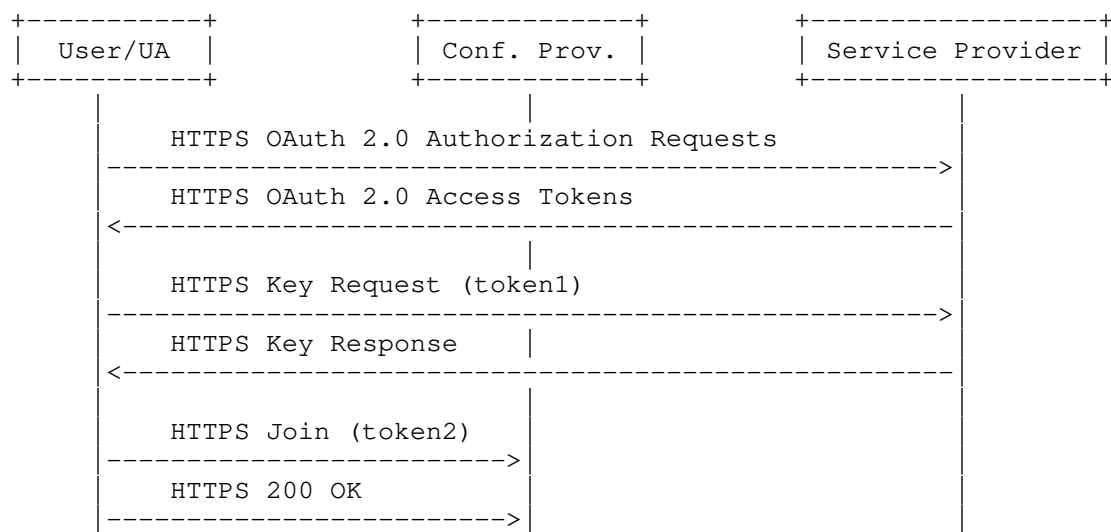 User/UA Conf. Prov. Service Provider
HTTPS OAuth 2.0 Authorization Requests
HTTPS OAuth 2.0 Access Tokens
HTTPS Key Request (token1)
HTTPS Key Response
HTTPS Join (token2)
HTTPS 200 OK